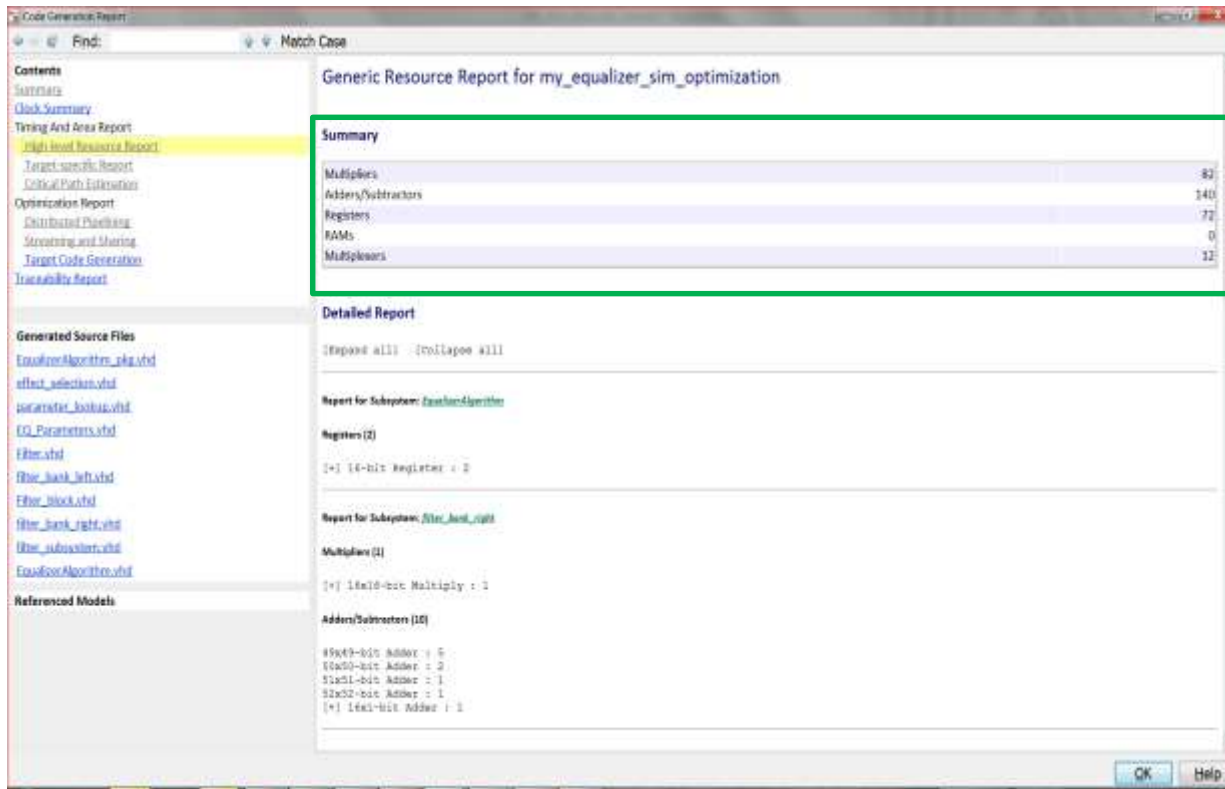 Code Generation Report
Find:
Match Case
Contents
Summary
Clock Summary
Timing And Area Report
High-level Resource Report
Target-specific Report
Critical Path Estimation
Optimization Report
Distributed Pipelining
Streaming and Sharing
Target Code Generation
Traceability Report
Generated Source Files
EqualizerAlgorithm_pkg.vhd
effect_selection.vhd
parameter_lookup.vhd
EQ_Parameters.vhd
Filter.vhd
filter_bank_left.vhd
Filter_block.vhd
filter_bank_right.vhd
filter_subsystem.vhd
EqualizerAlgorithm.vhd
Referenced Models
Generic Resource Report for my_equalizer_sim_optimization
Summary
Multipliers 82
Adders/Subtractors 140
Registers 72
RAMs 0
Multiplexers 12
Detailed Report
[Expand all] [Collapse all]
Report for Subsystem: EqualizerAlgorithm
Registers (2)
[+] 16-bit Register : 2
Report for Subsystem: filter_bank_right
Multipliers (1)
[+] 16x18-bit Multiply : 1
Adders/Subtractors (10)
49x49-bit Adder : 5
50x50-bit Adder : 2
51x51-bit Adder : 1
52x52-bit Adder : 1
[+] 16x1-bit Adder : 1
OK
Help